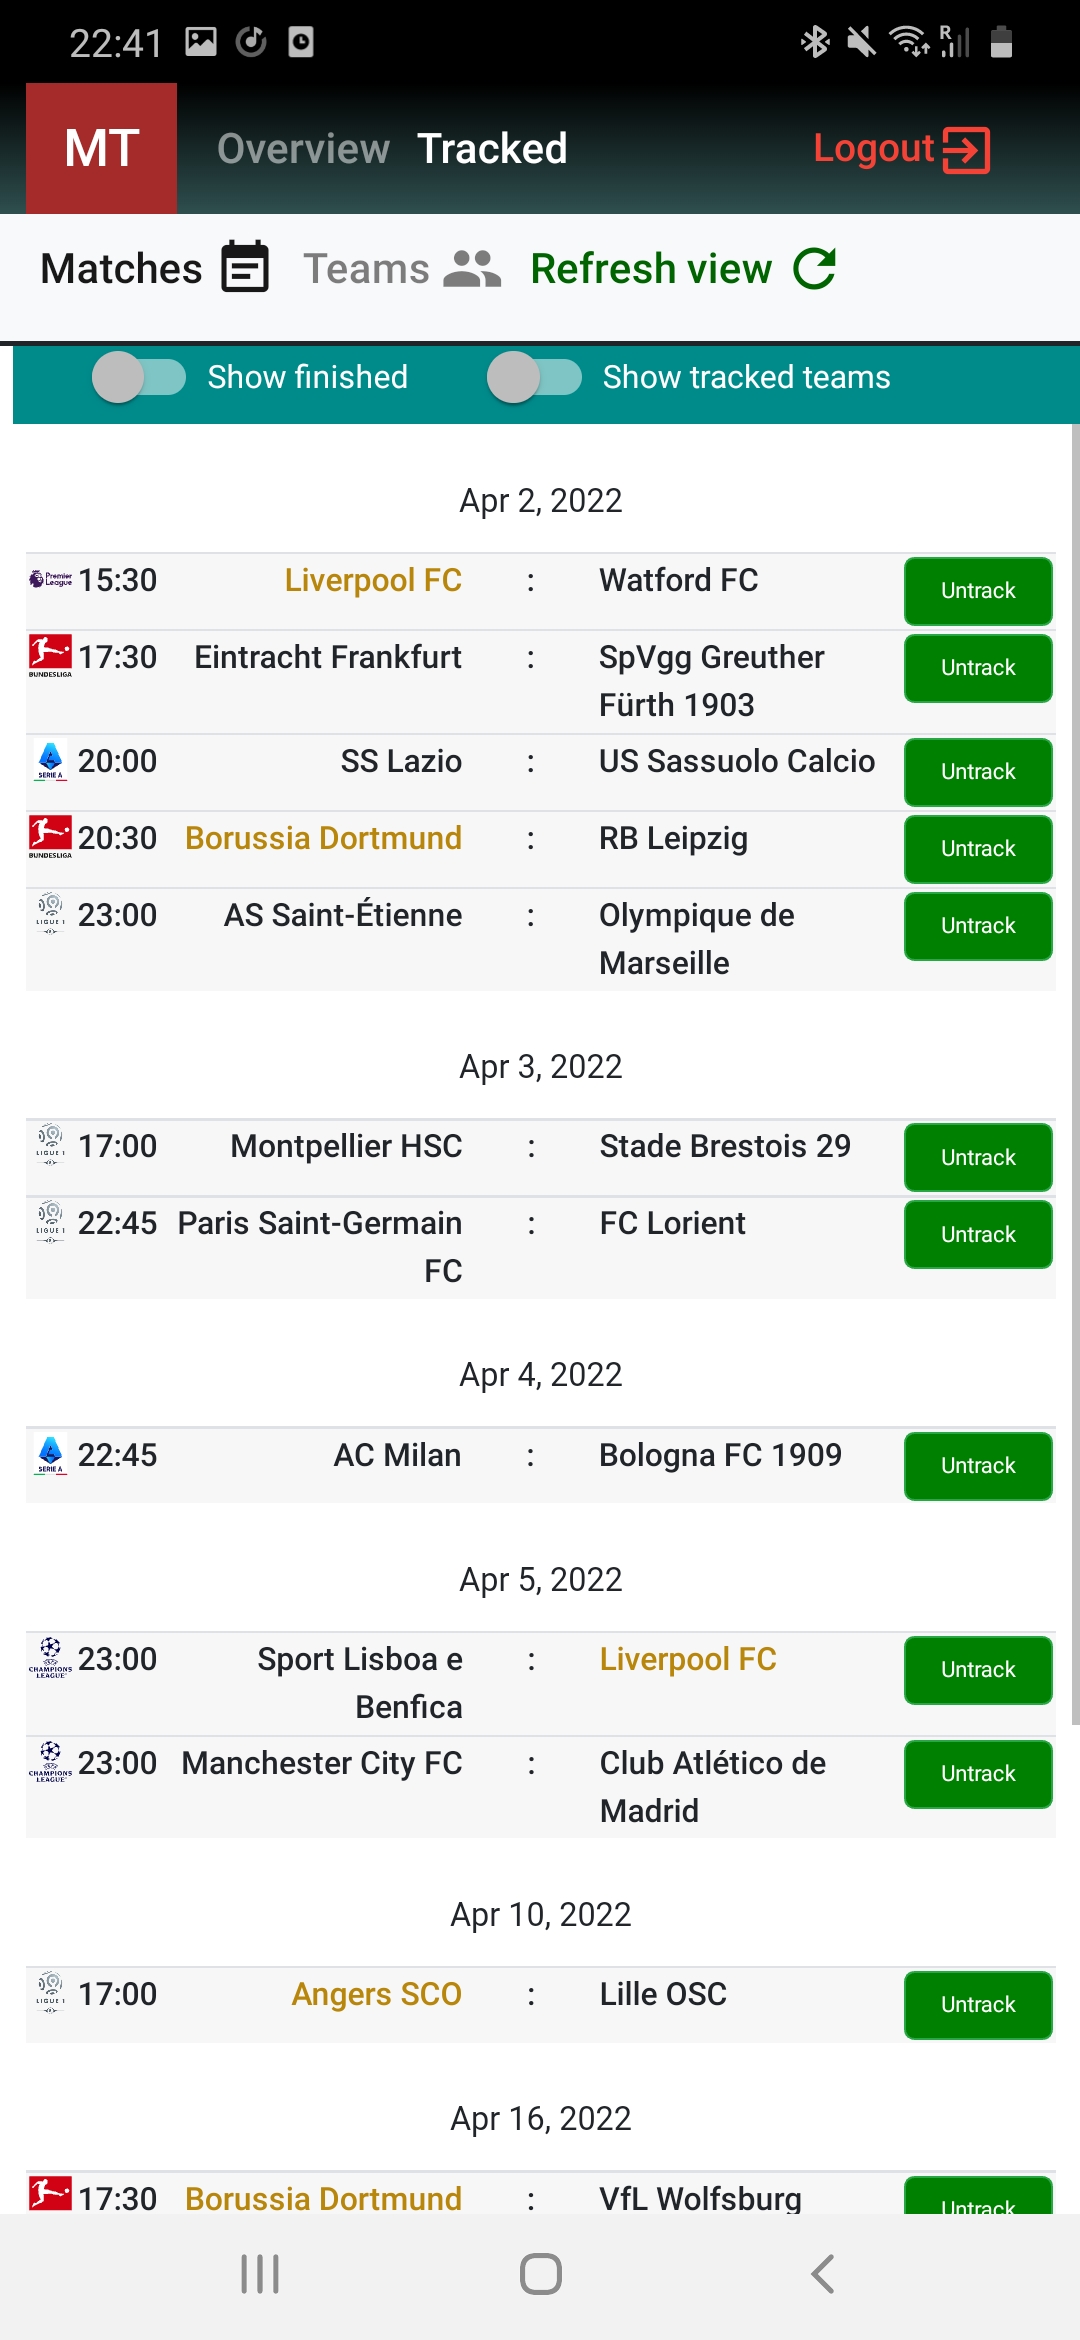 22:41
R
MT Overview Tracked Logout
Matches Teams Refresh view
Show finished Show tracked teams
Apr 2, 2022
Premier League 15:30 Liverpool FC : Watford FC Untrack
BUNDESLIGA 17:30 Eintracht Frankfurt : SpVgg Greuther Untrack
Fürth 1903
SERIE A 20:00 SS Lazio : US Sassuolo Calcio Untrack
BUNDESLIGA 20:30 Borussia Dortmund : RB Leipzig Untrack
LIGUE 1 23:00 AS Saint-Étienne : Olympique de Untrack
Marseille
Apr 3, 2022
LIGUE 1 17:00 Montpellier HSC : Stade Brestois 29 Untrack
LIGUE 1 22:45 Paris Saint-Germain : FC Lorient Untrack
FC
Apr 4, 2022
SERIE A 22:45 AC Milan : Bologna FC 1909 Untrack
Apr 5, 2022
CHAMPIONS LEAGUE 23:00 Sport Lisboa e : Liverpool FC Untrack
Benfica
CHAMPIONS LEAGUE 23:00 Manchester City FC : Club Atlético de Untrack
Madrid
Apr 10, 2022
LIGUE 1 17:00 Angers SCO : Lille OSC Untrack
Apr 16, 2022
17:30 Borussia Dortmund : VfL Wolfsburg Untrack